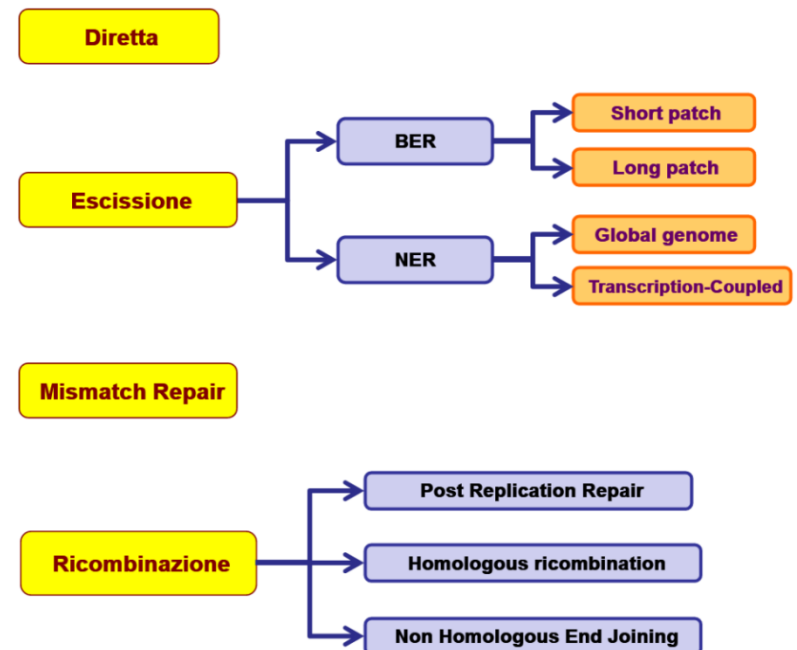 Diretta
Escissione
BER
Short patch
Long patch
NER
Global genome
Transcription-Coupled
Mismatch Repair
Ricombinazione
Post Replication Repair
Homologous ricombination
Non Homologous End Joining